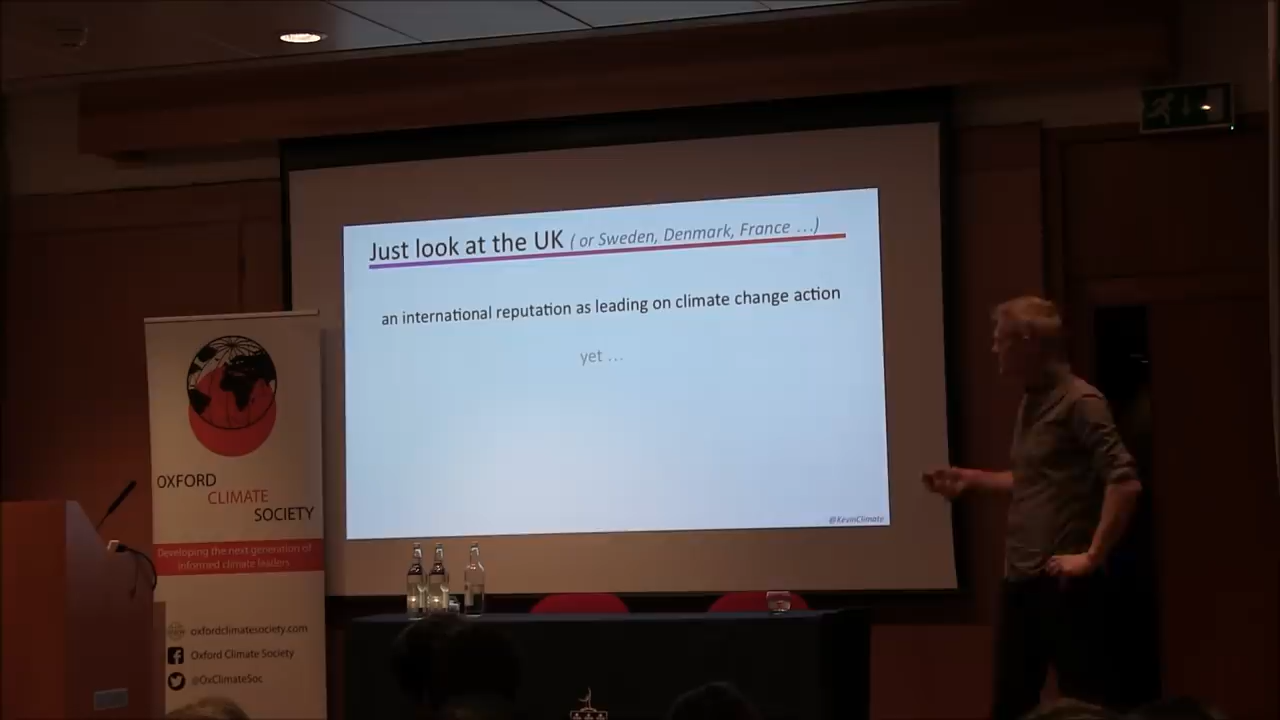 Just look at the UK ( or Sweden, Denmark, France …)
an international reputation as leading on climate change action
yet …
@KevinClimate
OXFORD
CLIMATE
SOCIETY
Developing the next generation of
informed climate leaders
oxfordclimatesociety.com
Oxford Climate Society
@OxClimateSoc